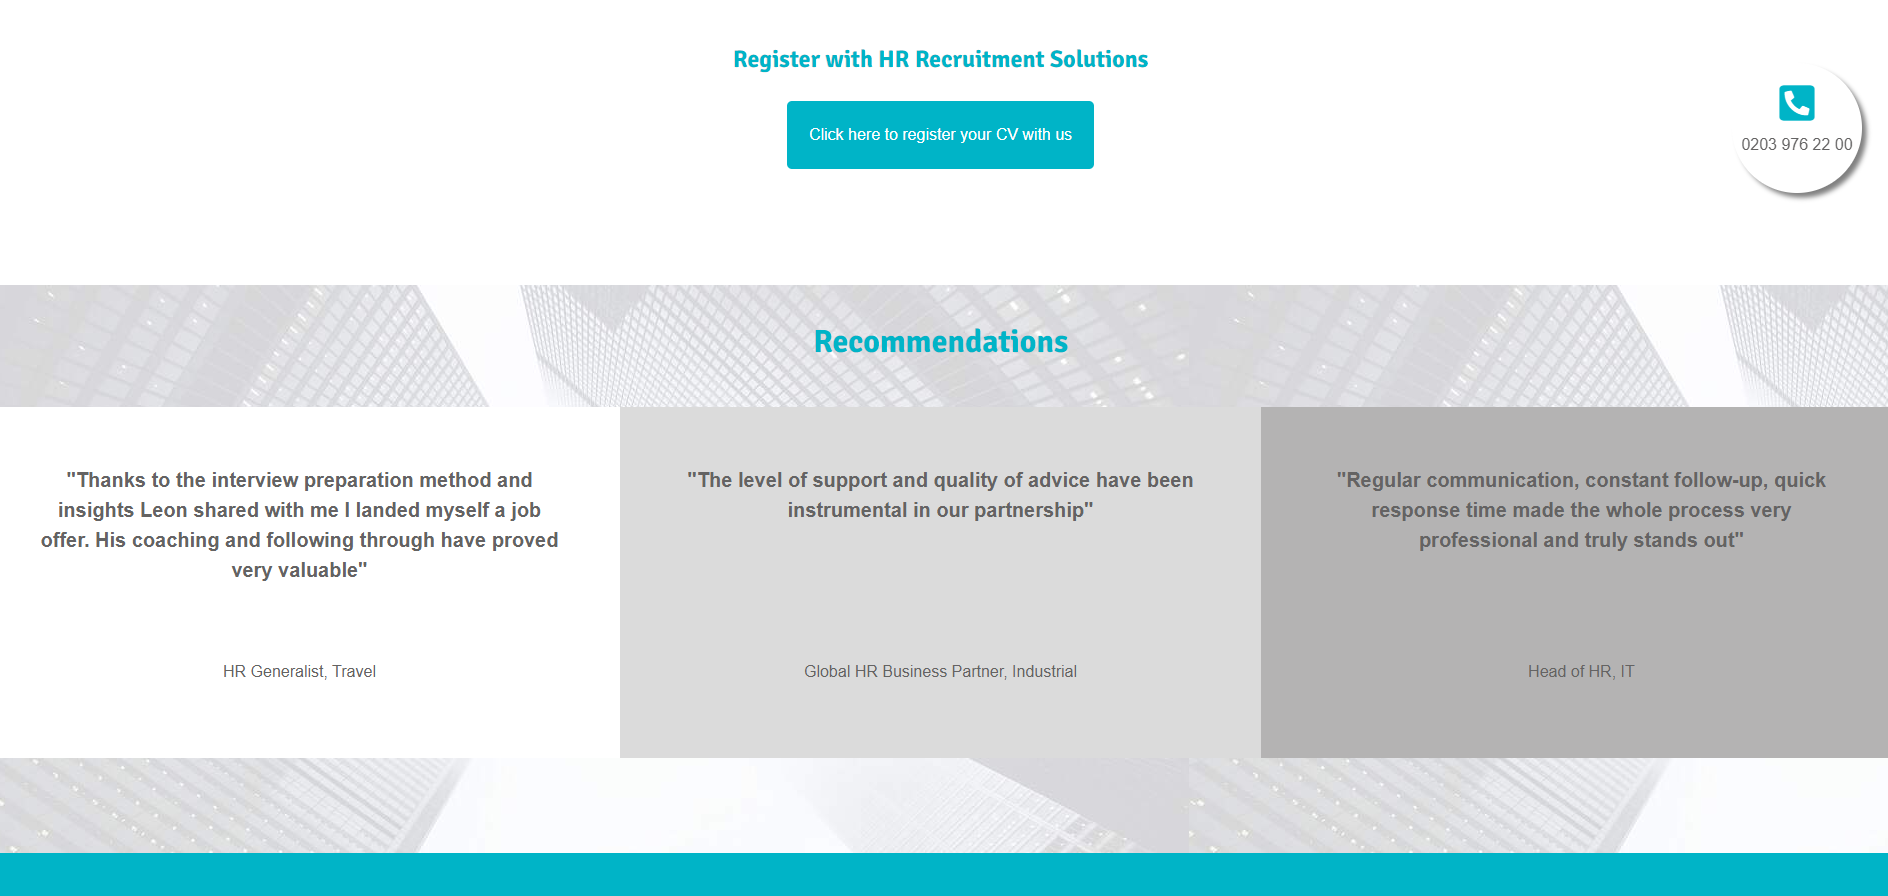 Register with HR Recruitment Solutions
Click here to register your CV with us
0203 976 22 00
Recommendations
"Thanks to the interview preparation method and
insights Leon shared with me I landed myself a job
offer. His coaching and following through have proved
very valuable"
HR Generalist, Travel
"The level of support and quality of advice have been
instrumental in our partnership"
Global HR Business Partner, Industrial
"Regular communication, constant follow-up, quick
response time made the whole process very
professional and truly stands out"
Head of HR, IT